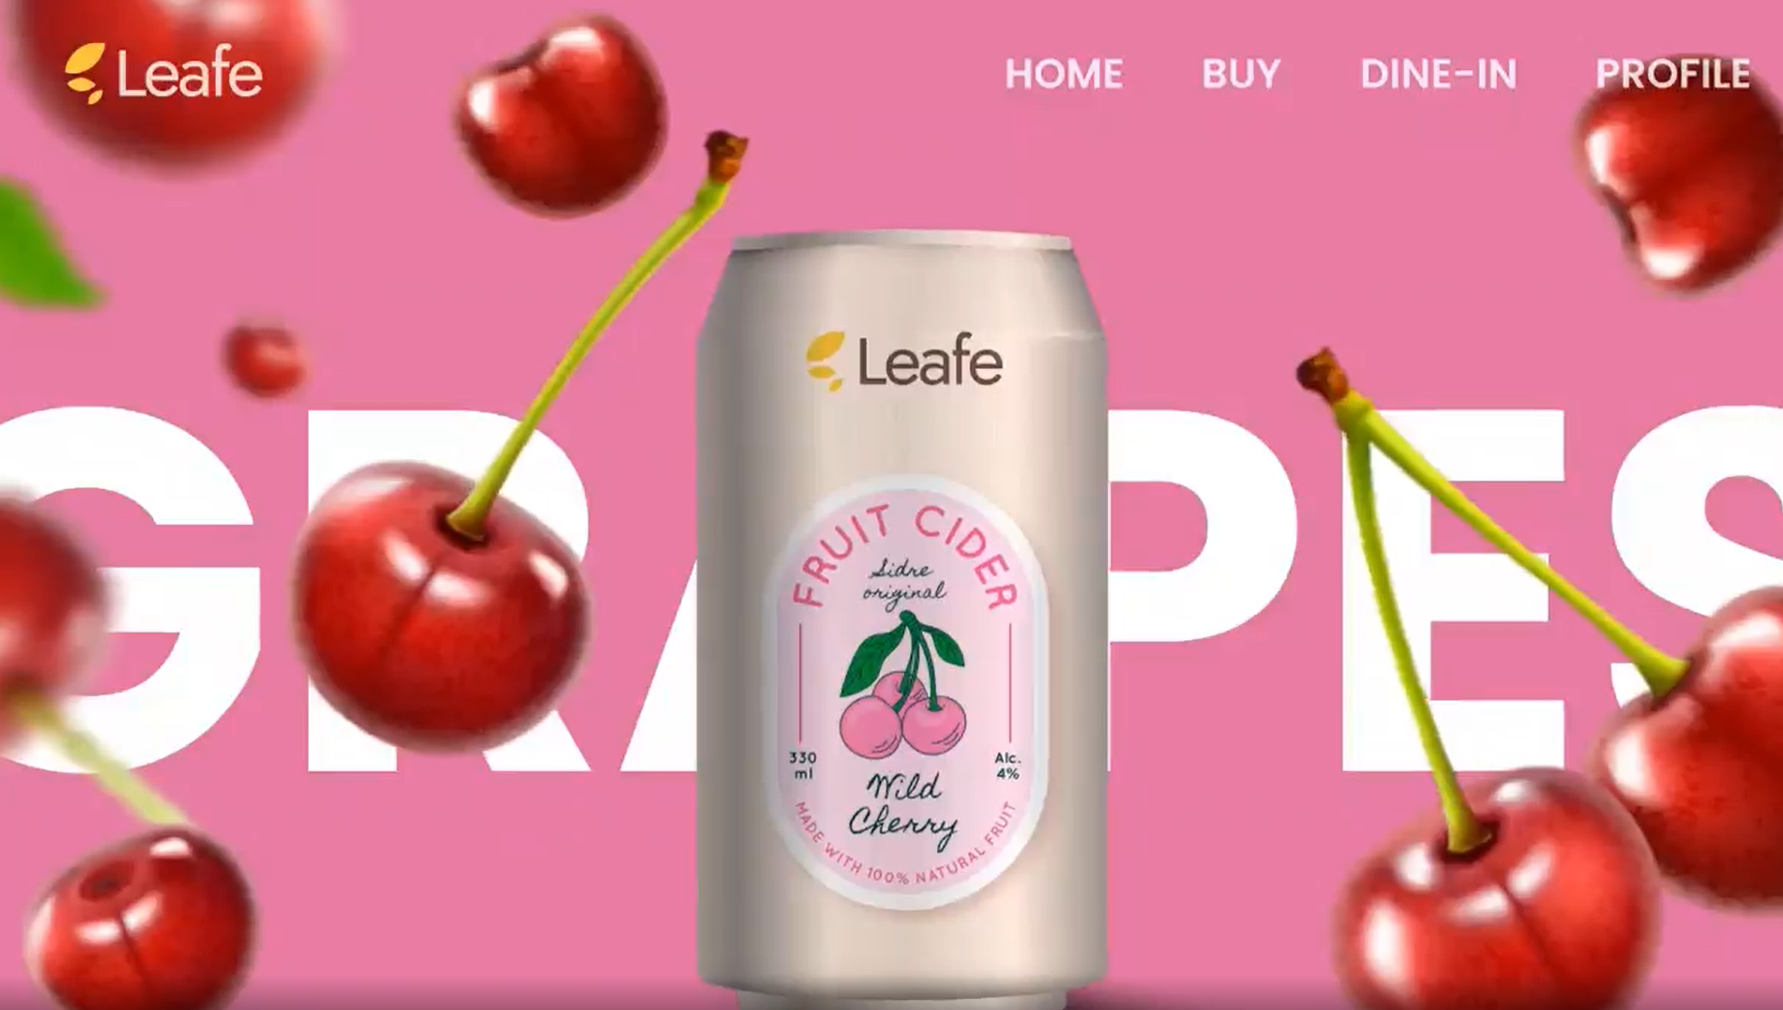 Leafe
HOME BUY DINE-IN PROFILE
GRAPES
Leafe
FRUIT CIDER
Sidre
original
330
ml
Alc.
4%
Wild
Cherry
MADE WITH 100% NATURAL FRUIT